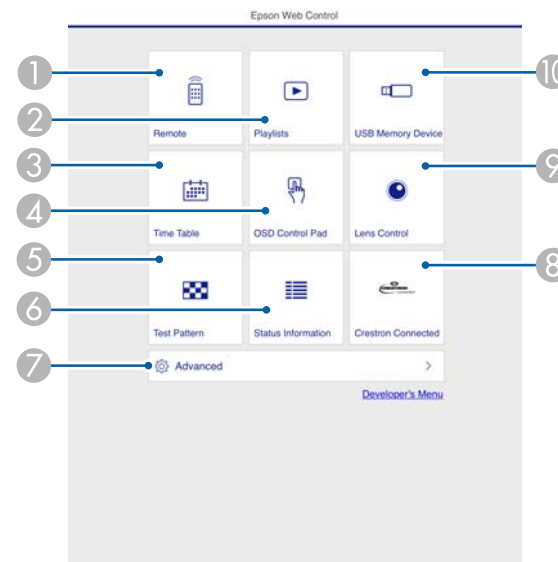 Epson Web Control
1
2
3
4
5
6
7
10
9
8
Remote
Playlists
USB Memory Device
Time Table
OSD Control Pad
Lens Control
Test Pattern
Status Information
CRESTRON
Crestron Connected
Advanced
Developer's Menu